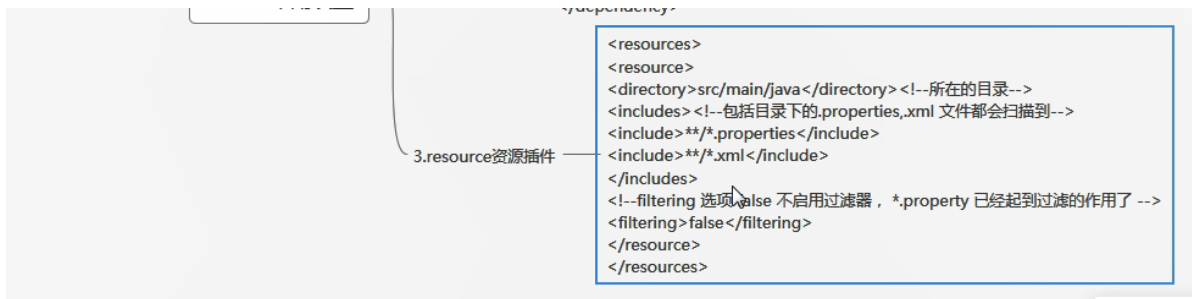 </dependency>
<resources>
<resource>
<directory>src/main/java</directory><!--所在的目录-->
<includes><!--包括目录下的.properties,.xml 文件都会扫描到-->
<include>**/*.properties</include>
3.resource资源插件
<include>**/*.xml</include>
</includes>
<!--filtering 选项 false 不启用过滤器， *.property 已经起到过滤的作用了 -->
<filtering>false</filtering>
</resource>
</resources>